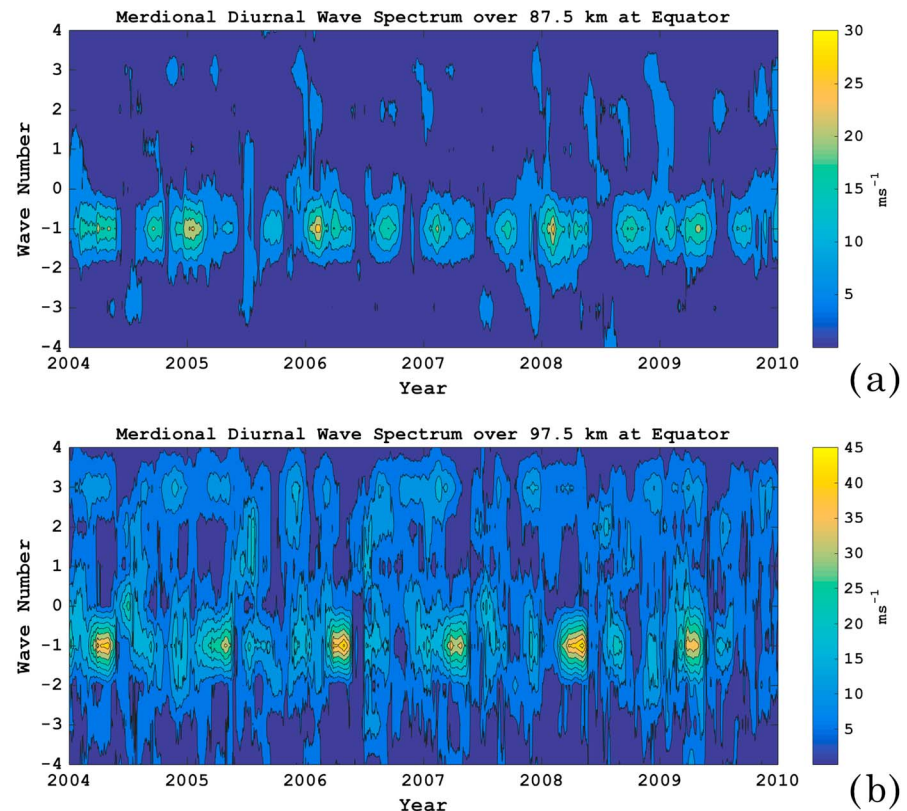 Merdional Diurnal Wave Spectrum over 87.5 km at Equator
4
3
2
1
0
-1
-2
-3
-4
Wave Number
2004 2005 2006 2007 2008 2009 2010
Year
30
25
20
15
10
5
ms-1
(a)
Merdional Diurnal Wave Spectrum over 97.5 km at Equator
4
3
2
1
0
-1
-2
-3
-4
Wave Number
2004 2005 2006 2007 2008 2009 2010
Year
45
40
35
30
25
20
15
10
5
ms-1
(b)